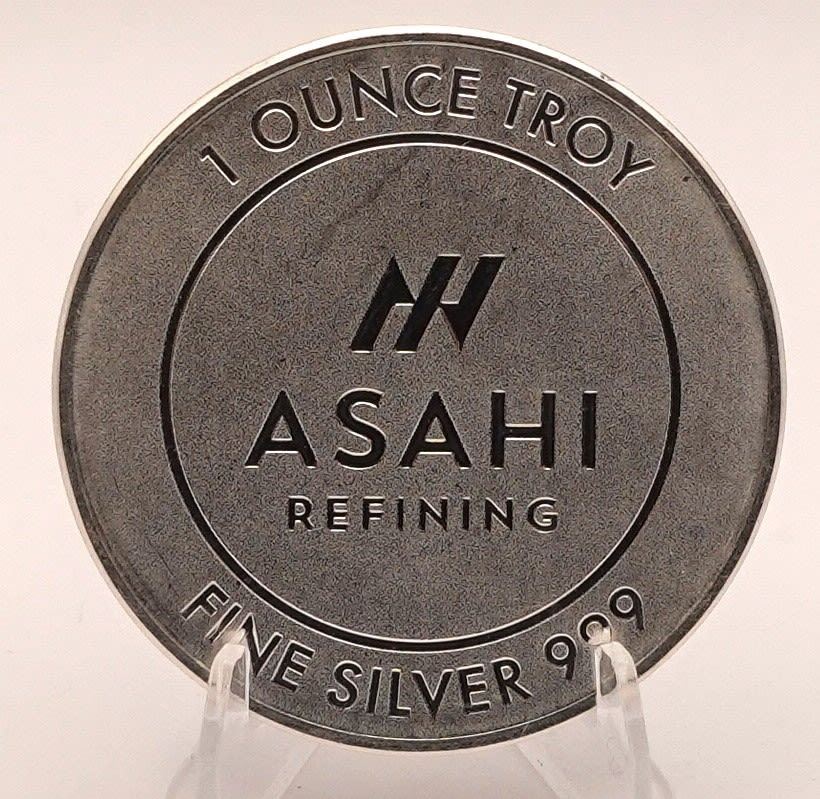 1 OUNCE TROY
ASAHI
REFINING
FINE SILVER 999